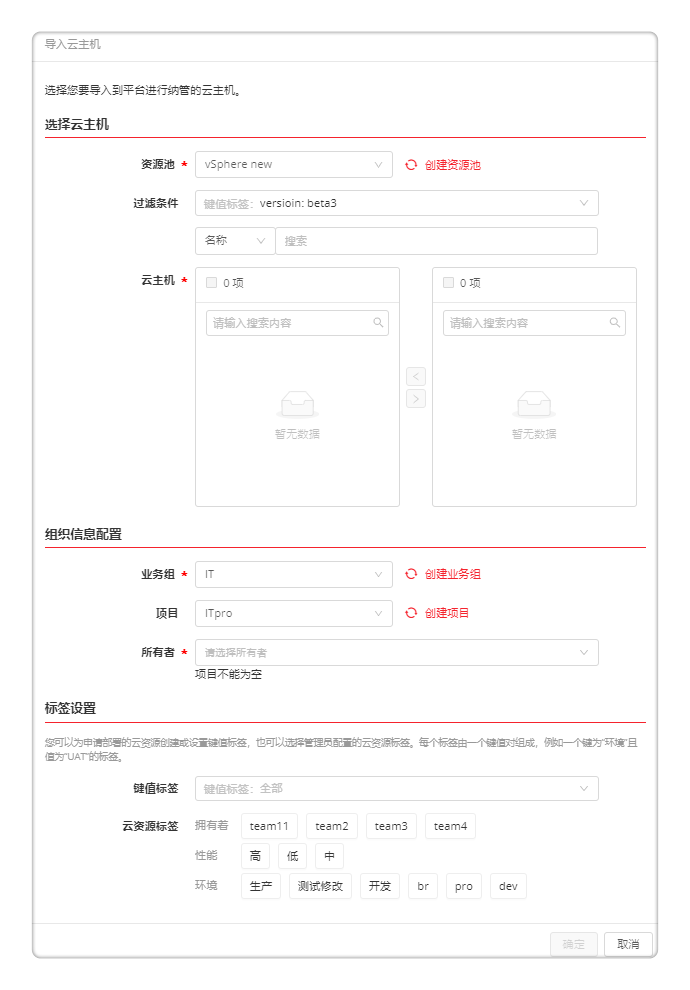 导入云主机
选择您要导入到平台进行纳管的云主机。
选择云主机
资源池 * vSphere new 创建资源池
过滤条件 键值标签: versioin: beta3
名称 搜索
云主机 * 0 项 0 项
请输入搜索内容 请输入搜索内容
< 
>
暂无数据 暂无数据
组织信息配置
业务组 * IT 创建业务组
项目 ITpro 创建项目
所有者 * 请选择所有者
项目不能为空
标签设置
您可以为申请部署的云资源创建或设置键值标签，也可以选择管理员配置的云资源标签。每个标签由一个键值对组成，例如一个键为"环境"且
值为"UAT"的标签。
键值标签 键值标签: 全部
云资源标签 拥有着 team11 team2 team3 team4
性能 高 低 中
环境 生产 测试修改 开发 br pro dev
确定 取消